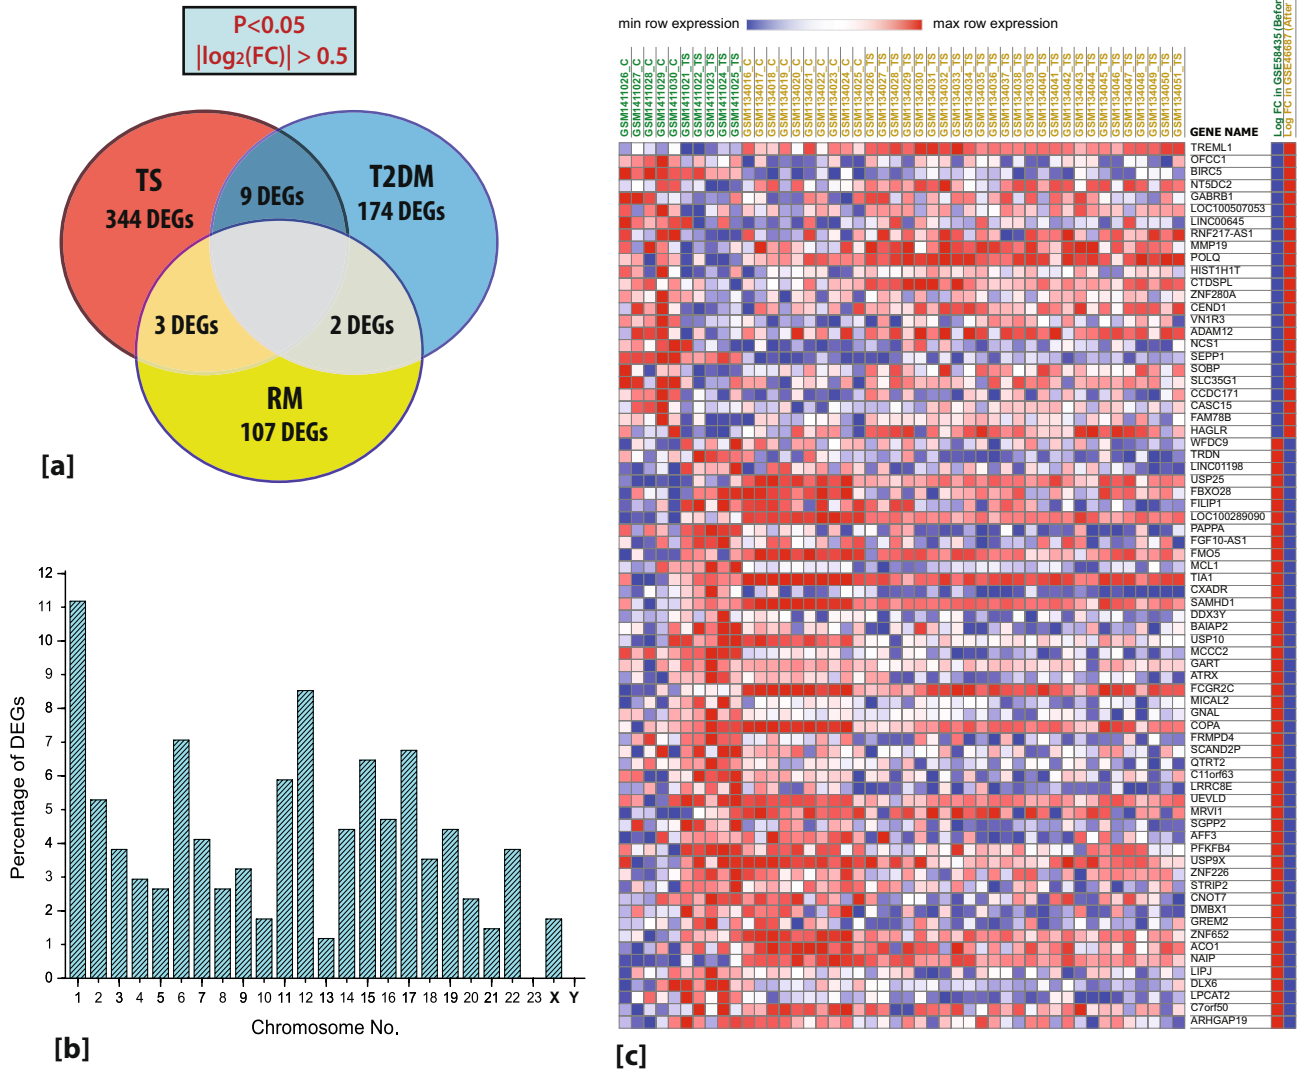 P<0.05
|log2(FC)| > 0.5
TS
344 DEGs
9 DEGs
T2DM
174 DEGs
3 DEGs
2 DEGs
RM
107 DEGs
[a]
12
11
10
9
8
7
6
5
4
3
2
1
0
Percentage of DEGs
1 2 3 4 5 6 7 8 9 10 11 12 13 14 15 16 17 18 19 20 21 22 23 X Y
Chromosome No.
[b]
min row expression
max row expression
GSM1411026_C
GSM1411027_C
GSM1411028_C
GSM1411029_C
GSM1411030_C
GSM1411021_TS
GSM1411022_TS
GSM1411023_TS
GSM1411024_TS
GSM1411025_TS
GSM1134016_C
GSM1134017_C
GSM1134018_C
GSM1134019_C
GSM1134020_C
GSM1134021_C
GSM1134022_C
GSM1134023_C
GSM1134024_C
GSM1134025_C
GSM1134026_TS
GSM1134027_TS
GSM1134028_TS
GSM1134029_TS
GSM1134030_TS
GSM1134031_TS
GSM1134032_TS
GSM1134033_TS
GSM1134034_TS
GSM1134035_TS
GSM1134036_TS
GSM1134037_TS
GSM1134038_TS
GSM1134039_TS
GSM1134040_TS
GSM1134041_TS
GSM1134042_TS
GSM1134043_TS
GSM1134044_TS
GSM1134045_TS
GSM1134046_TS
GSM1134047_TS
GSM1134048_TS
GSM1134049_TS
GSM1134050_TS
GSM1134051_TS
GENE NAME
Log FC in GSE58435 (Befor
Log FC in GSE46687 (After
TREML1
OFCC1
BIRC5
NT5DC2
GABRB1
LOC100507053
LINC00645
RNF217-AS1
MMP19
POLQ
HIST1H1T
CTDSPL
ZNF280A
CEND1
VN1R3
ADAM12
NCS1
SEPP1
SOBP
SLC35G1
CCDC171
CASC15
FAM78B
HAGLR
WFDC9
TRDN
LINC01198
USP25
FBXO28
FILIP1
LOC100289090
PAPPA
FGF10-AS1
FMO5
MCL1
TIA1
CXADR
SAMHD1
DDX3Y
BAIAP2
USP10
MCCC2
GART
ATRX
FCGR2C
MICAL2
GNAL
COPA
FRMPD4
SCAND2P
QTRT2
C11orf63
LRRC8E
UEVLD
MRVI1
SGPP2
AFF3
PFKFB4
USP9X
ZNF226
STRIP2
CNOT7
DMBX1
GREM2
ZNF652
ACO1
NAIP
LIPJ
DLX6
LPCAT2
C7orf50
ARHGAP19
[c]